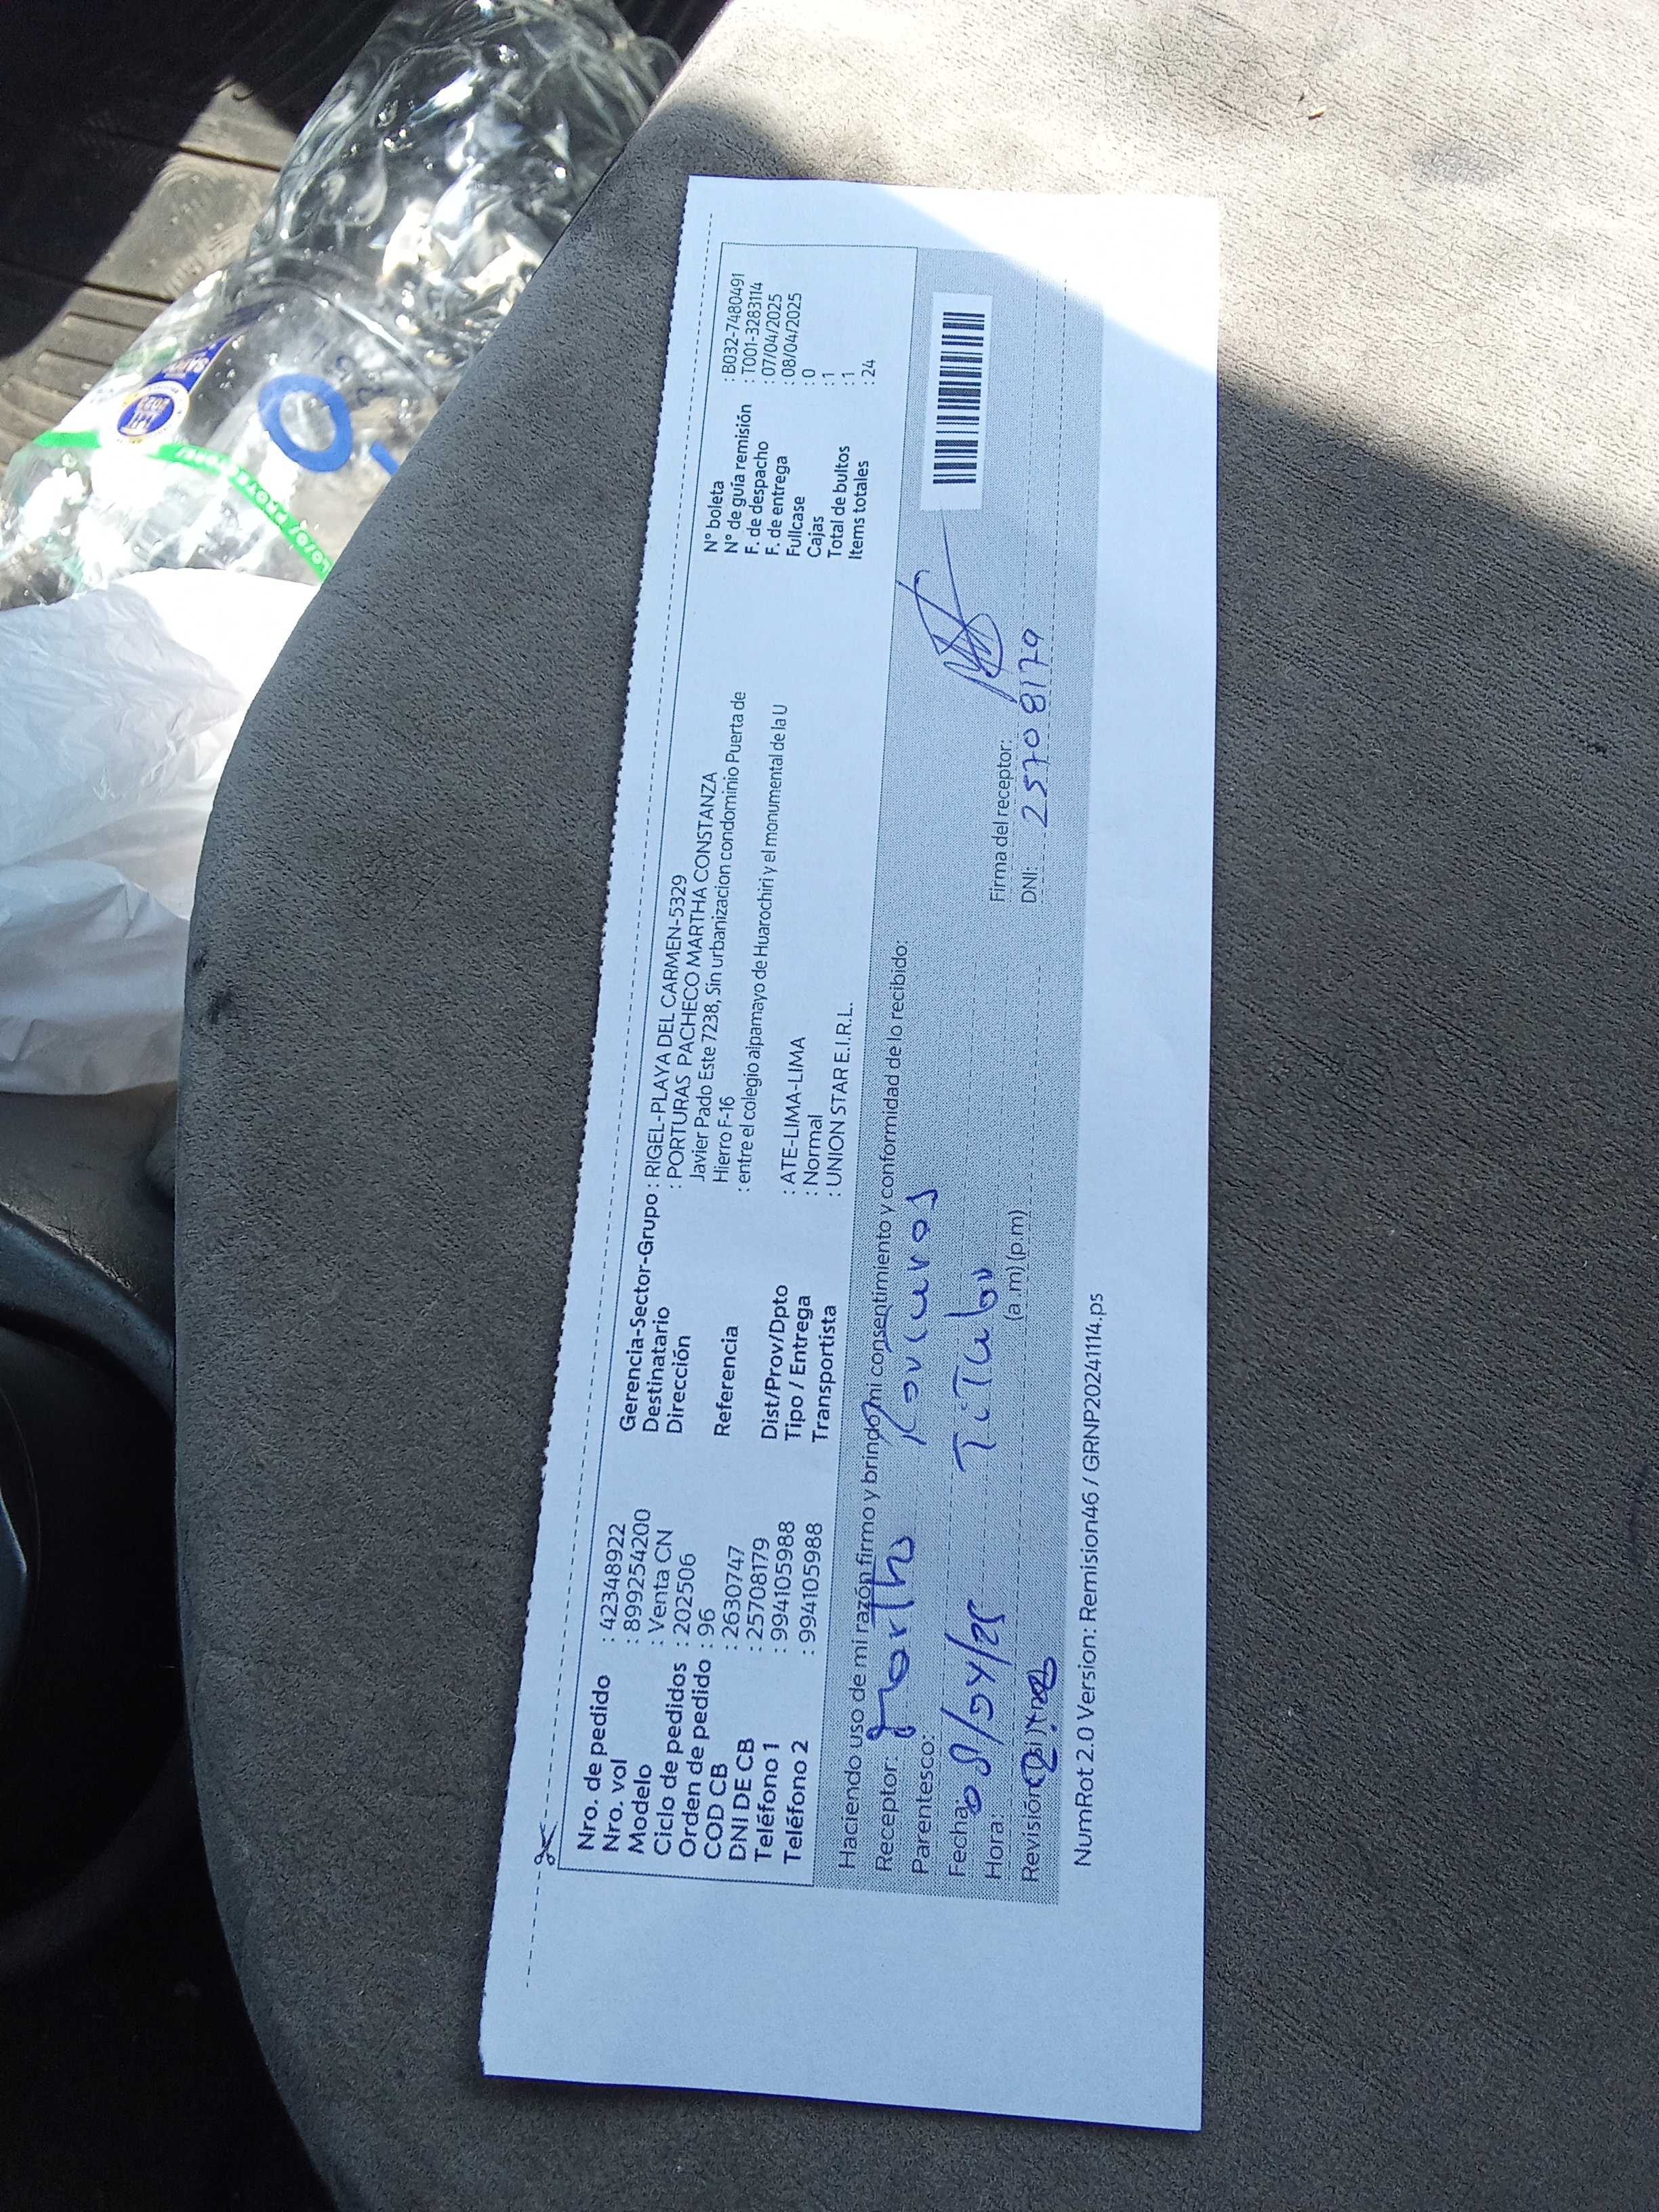 Nro. de pedido : 42348922
Nro. vol : 899254200
Modelo : Venta CN
Ciclo de pedidos : 202506
Orden de pedido : 96
COD CB : 2630747
DNI DE CB : 25708179
Teléfono 1 : 994105988
Teléfono 2 : 994105988
Gerencia-Sector-Grupo : RIGEL-PLAYA DEL CARMEN-5329
Destinatario : PORTURAS PACHECO MARTHA CONSTANZA
Dirección Javier Pado Este 7238, Sin urbanizacion condominio Puerta de
Hierro F-16
Referencia : entre el colegio alpamayo de Huarochiri y el monumental de la U
Dist/Prov/Dpto : ATE-LIMA-LIMA
Tipo / Entrega : Normal
Transportista : UNION STAR E.I.R.L.
N° boleta : B032-7480491
N° de guía remisión : T001-3283114
F. de despacho : 07/04/2025
F. de entrega : 08/04/2025
Fullcase : 0
Cajas : 1
Total de bultos : 1
Items totales : 24
Haciendo uso de mi razón firmo y brindo mi consentimiento y conformidad de lo recibido:
Receptor: Martha Porturas
Parentesco: Titular
Fecha: 08/04/25
Hora: (a.m) (p.m)
Revisión
Firma del receptor:
DNI: 25708179
NumRot 2.0 Version: Remision46 / GRNP20241114.ps